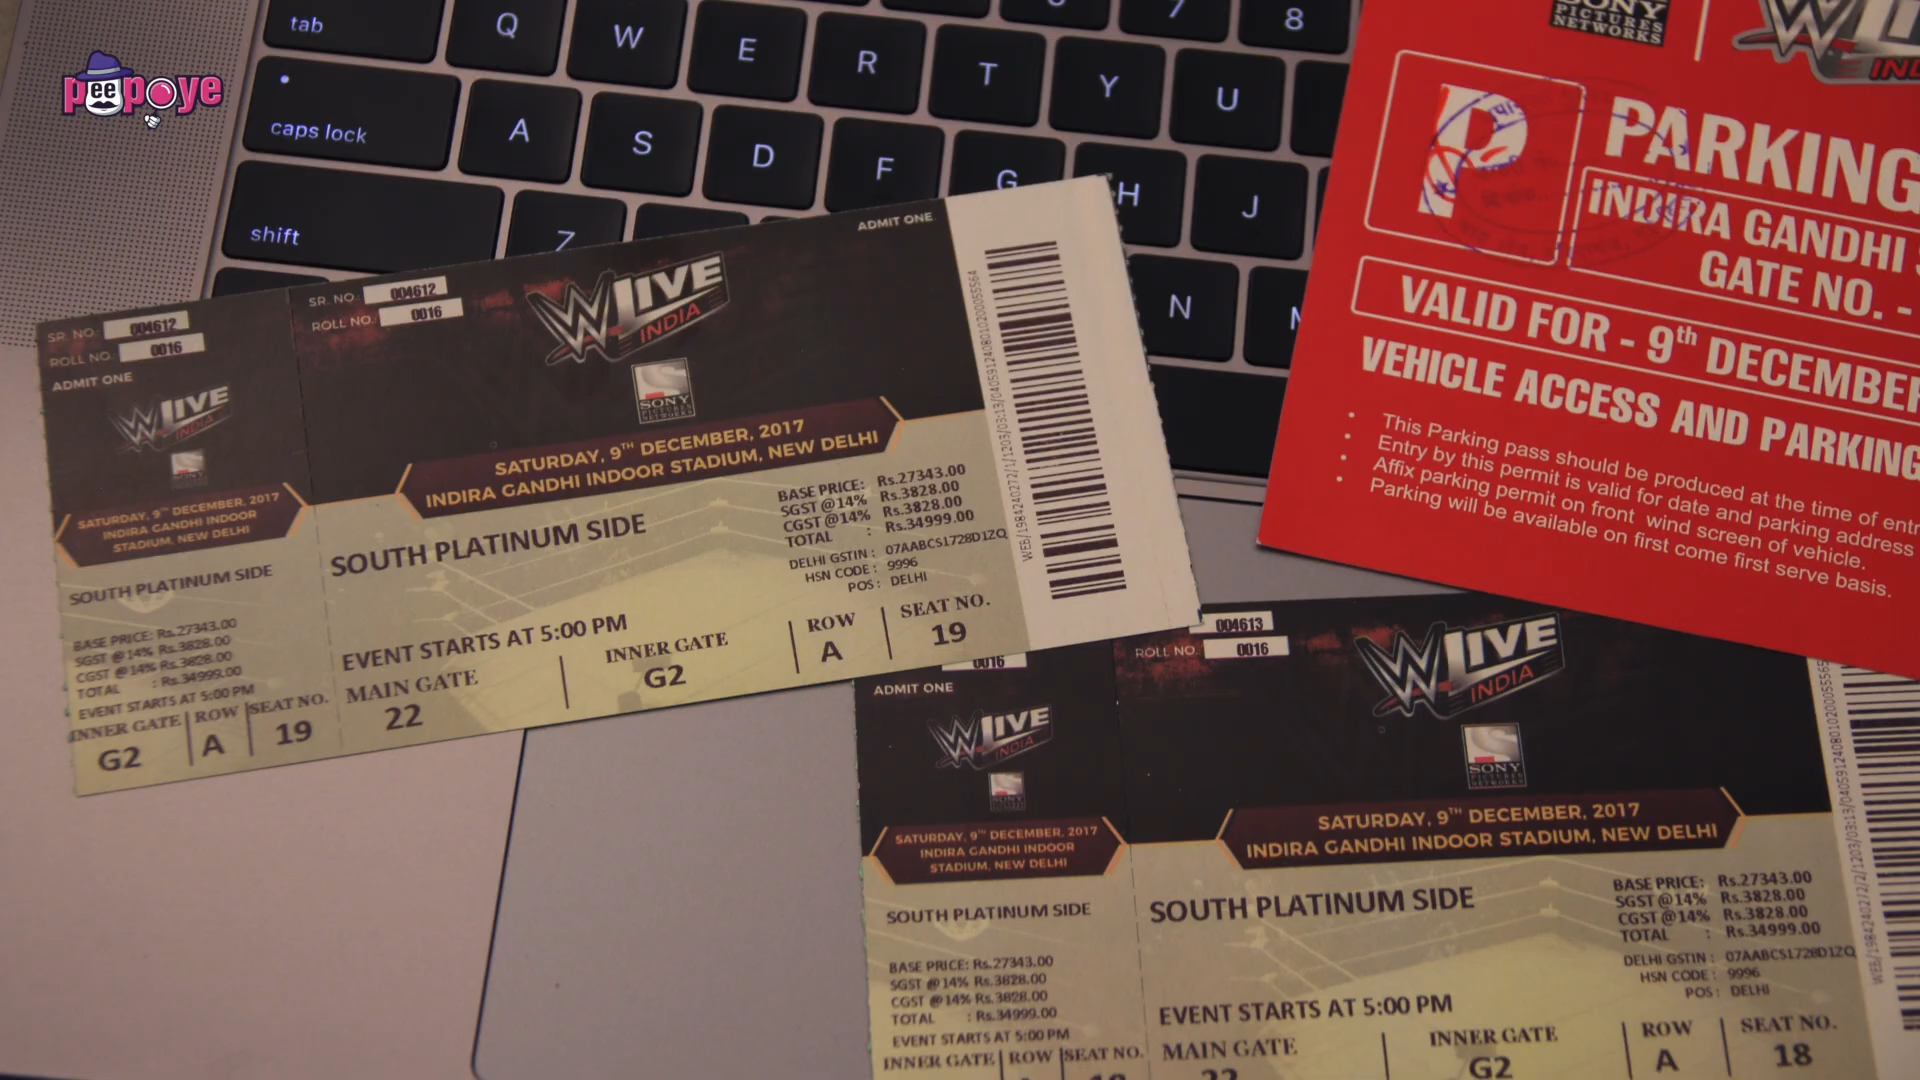 peepoye
tab
Q W E R T Y U
7 8
caps lock
A S D F G H J
shift
Z
N
SR. NO. 004612
ROLL NO. 0016
ADMIT ONE
W LIVE
INDIA
SATURDAY, 9TH DECEMBER, 2017
INDIRA GANDHI INDOOR
STADIUM, NEW DELHI
SOUTH PLATINUM SIDE
BASE PRICE: Rs.27343.00
SGST @14% Rs.3828.00
CGST @14% Rs.3828.00
TOTAL : Rs.34999.00
EVENT STARTS AT 5:00 PM
INNER GATE ROW SEAT NO.
G2 A 19
SR. NO. 004612
ROLL NO. 0016
ADMIT ONE
W LIVE
INDIA
SONY
PICTURES
NETWORKS
SATURDAY, 9TH DECEMBER, 2017
INDIRA GANDHI INDOOR STADIUM, NEW DELHI
SOUTH PLATINUM SIDE
BASE PRICE: Rs.27343.00
SGST @14% Rs.3828.00
CGST @14% Rs.3828.00
TOTAL : Rs.34999.00
DELHI GSTIN : 07AABCS1728D1ZQ
HSN CODE : 9996
POS : DELHI
EVENT STARTS AT 5:00 PM
MAIN GATE INNER GATE ROW SEAT NO.
22 G2 A 19
SONY
PICTURES
NETWORKS
W
IND
P
PARKING
INDIRA GANDHI
GATE NO. -
VALID FOR - 9th DECEMBER
VEHICLE ACCESS AND PARKING
This Parking pass should be produced at the time of entr
Entry by this permit is valid for date and parking address
Affix parking permit on front wind screen of vehicle.
Parking will be available on first come first serve basis.
0016
ADMIT ONE
W LIVE
INDIA
SONY
SATURDAY, 9TH DECEMBER, 2017
INDIRA GANDHI INDOOR
STADIUM, NEW DELHI
SOUTH PLATINUM SIDE
BASE PRICE: Rs.27343.00
SGST @14% Rs.3828.00
CGST @14% Rs.3828.00
TOTAL : Rs.34999.00
EVENT STARTS AT 5:00 PM
INNER GATE ROW SEAT NO.
004613
ROLL NO. 0016
W LIVE
INDIA
SONY
PICTURES
NETWORKS
SATURDAY, 9TH DECEMBER, 2017
INDIRA GANDHI INDOOR STADIUM, NEW DELHI
SOUTH PLATINUM SIDE
BASE PRICE: Rs.27343.00
SGST @14% Rs.3828.00
CGST @14% Rs.3828.00
TOTAL : Rs.34999.00
DELHI GSTIN : 07AABCS1728D1ZQ
HSN CODE : 9996
POS : DELHI
EVENT STARTS AT 5:00 PM
MAIN GATE INNER GATE ROW SEAT NO.
22 G2 A 18